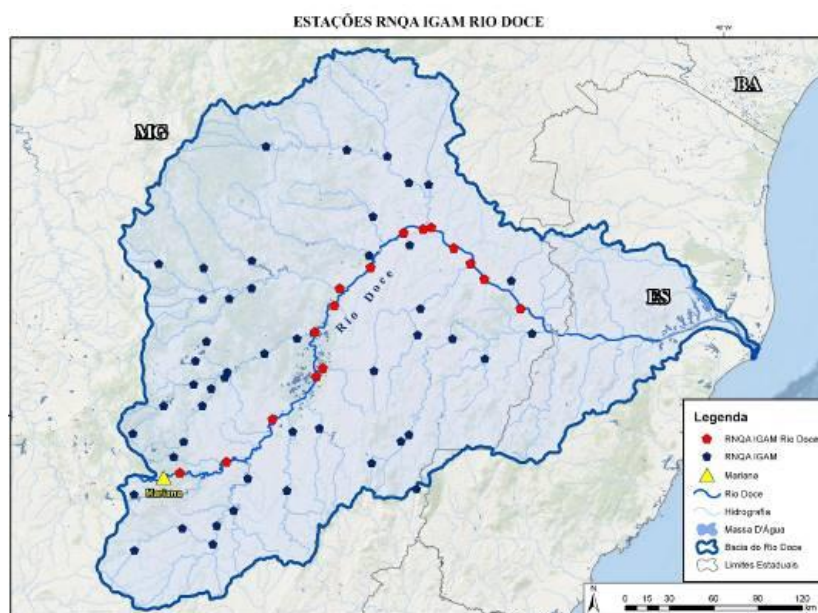 ESTAÇÕES RNQA IGAM RIO DOCE
BA
MG
Rio Doce
ES
Mariana
Legenda
RNQA IGAM Rio Doce
RNQA IGAM
Mariana
Rio Doce
Hidrografia
Massa D'Água
Bacia do Rio Doce
Limites Estaduais
N
0 15 30 60 90 120
km